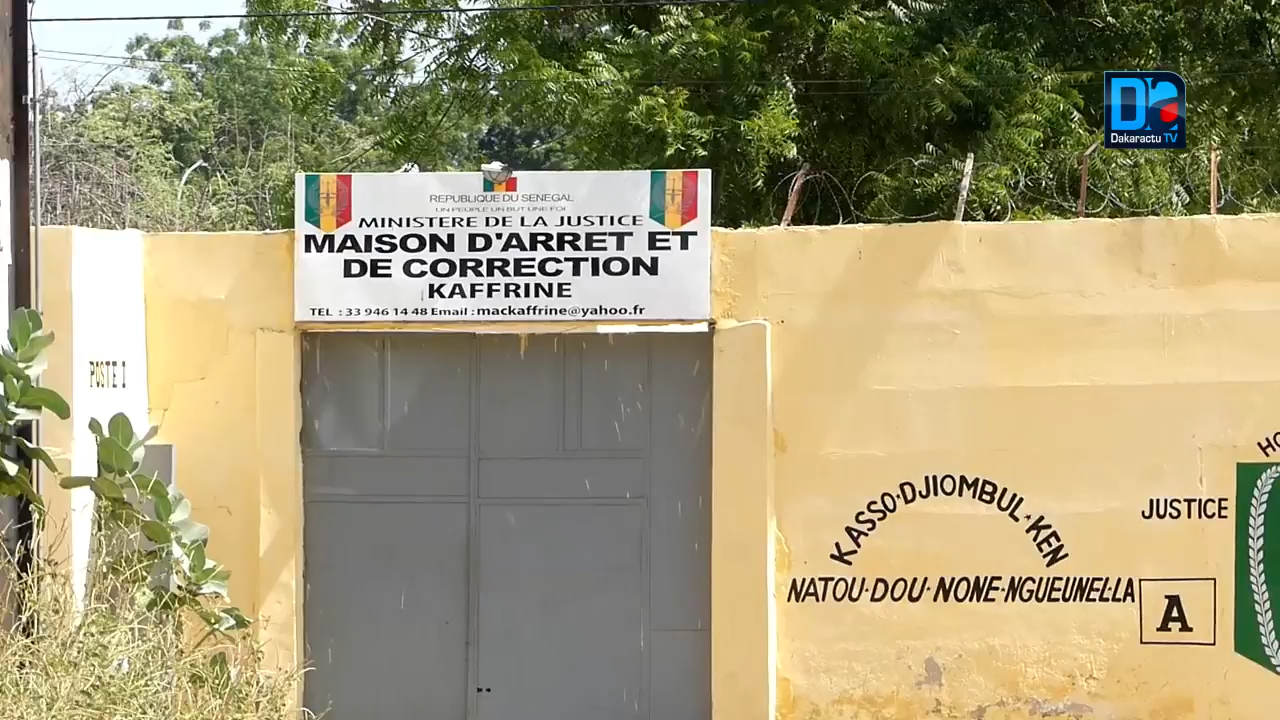 Dakaractu TV
REPUBLIQUE DU SENEGAL
UN PEUPLE UN BUT UNE FOI
MINISTERE DE LA JUSTICE
MAISON D'ARRET ET
DE CORRECTION
KAFFRINE
TEL : 33 946 14 48 Email : mackaffrine@yahoo.fr
POSTE I
KASSO·DJIOMBUL★KEN
NATOU·DOU·NONE·NGUEUNEL·LA
JUSTICE
A
HO